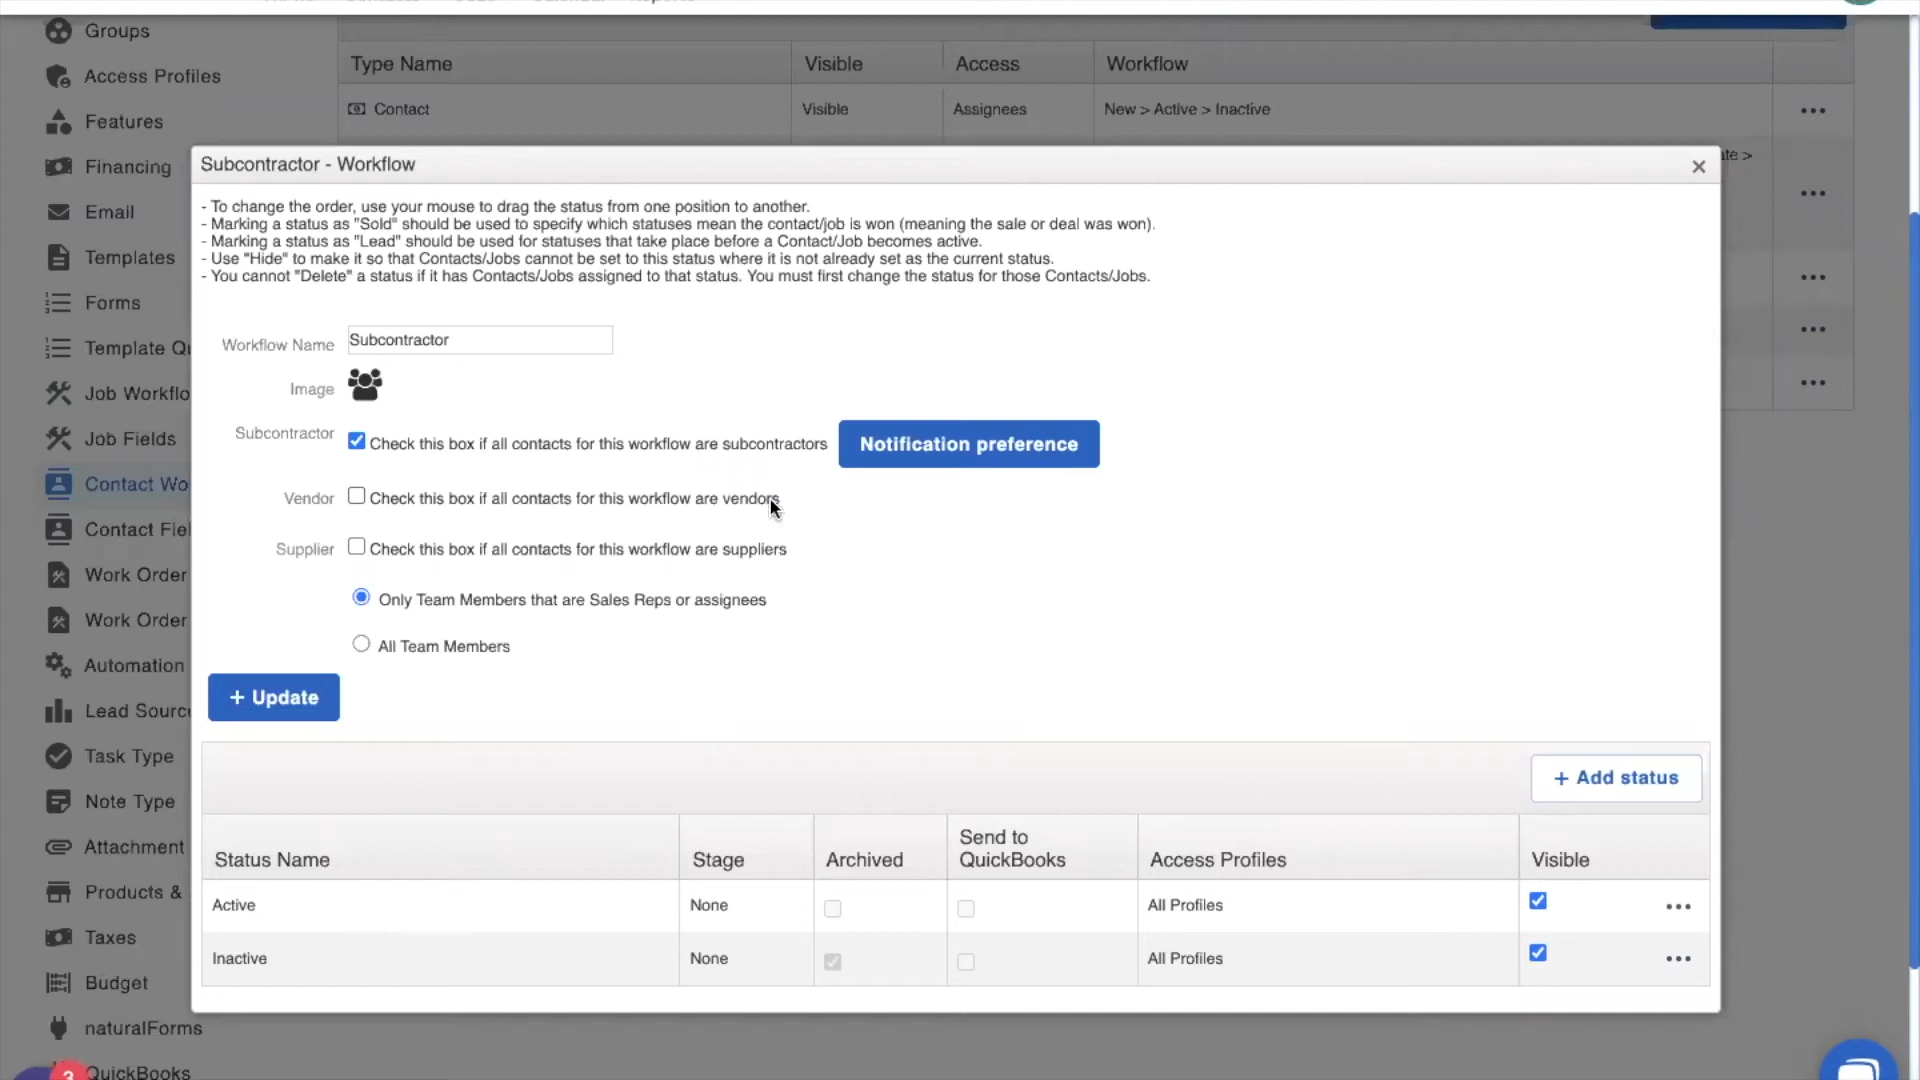 Groups
Access Profiles
Features
Financing
Email
Templates
Forms
Template Qu
Job Workflo
Job Fields
Contact Wo
Contact Fiel
Work Order
Work Order
Automation
Lead Source
Task Type
Note Type
Attachment
Products &
Taxes
Budget
naturalForms
3
QuickBooks
Type Name Visible Access Workflow
Contact Visible Assignees New > Active > Inactive
ate >
Subcontractor - Workflow
- To change the order, use your mouse to drag the status from one position to another.
- Marking a status as "Sold" should be used to specify which statuses mean the contact/job is won (meaning the sale or deal was won).
- Marking a status as "Lead" should be used for statuses that take place before a Contact/Job becomes active.
- Use "Hide" to make it so that Contacts/Jobs cannot be set to this status where it is not already set as the current status.
- You cannot "Delete" a status if it has Contacts/Jobs assigned to that status. You must first change the status for those Contacts/Jobs.
Workflow Name Subcontractor
Image
Subcontractor Check this box if all contacts for this workflow are subcontractors Notification preference
Vendor Check this box if all contacts for this workflow are vendors
Supplier Check this box if all contacts for this workflow are suppliers
Only Team Members that are Sales Reps or assignees
All Team Members
+ Update
+ Add status
Status Name Stage Archived Send to QuickBooks Access Profiles Visible
Active None All Profiles
Inactive None All Profiles